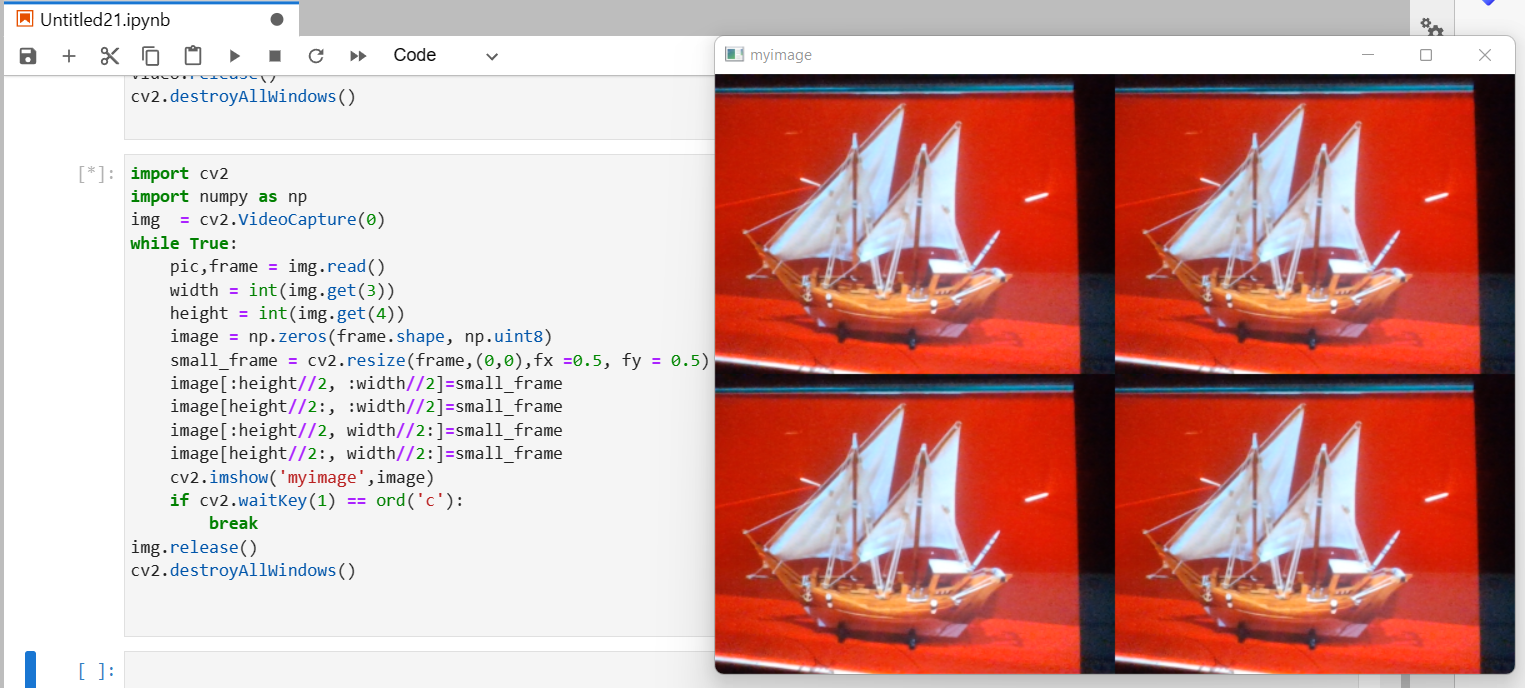 Untitled21.ipynb
Code
video.release()
cv2.destroyAllWindows()
[*]:
import cv2
import numpy as np
img  = cv2.VideoCapture(0)
while True:
    pic,frame = img.read()
    width = int(img.get(3))
    height = int(img.get(4))
    image = np.zeros(frame.shape, np.uint8)
    small_frame = cv2.resize(frame,(0,0),fx =0.5, fy = 0.5)
    image[:height//2, :width//2]=small_frame
    image[height//2:, :width//2]=small_frame
    image[:height//2, width//2:]=small_frame
    image[height//2:, width//2:]=small_frame
    cv2.imshow('myimage',image)
    if cv2.waitKey(1) == ord('c'):
        break
img.release()
cv2.destroyAllWindows()
[ ]:
myimage